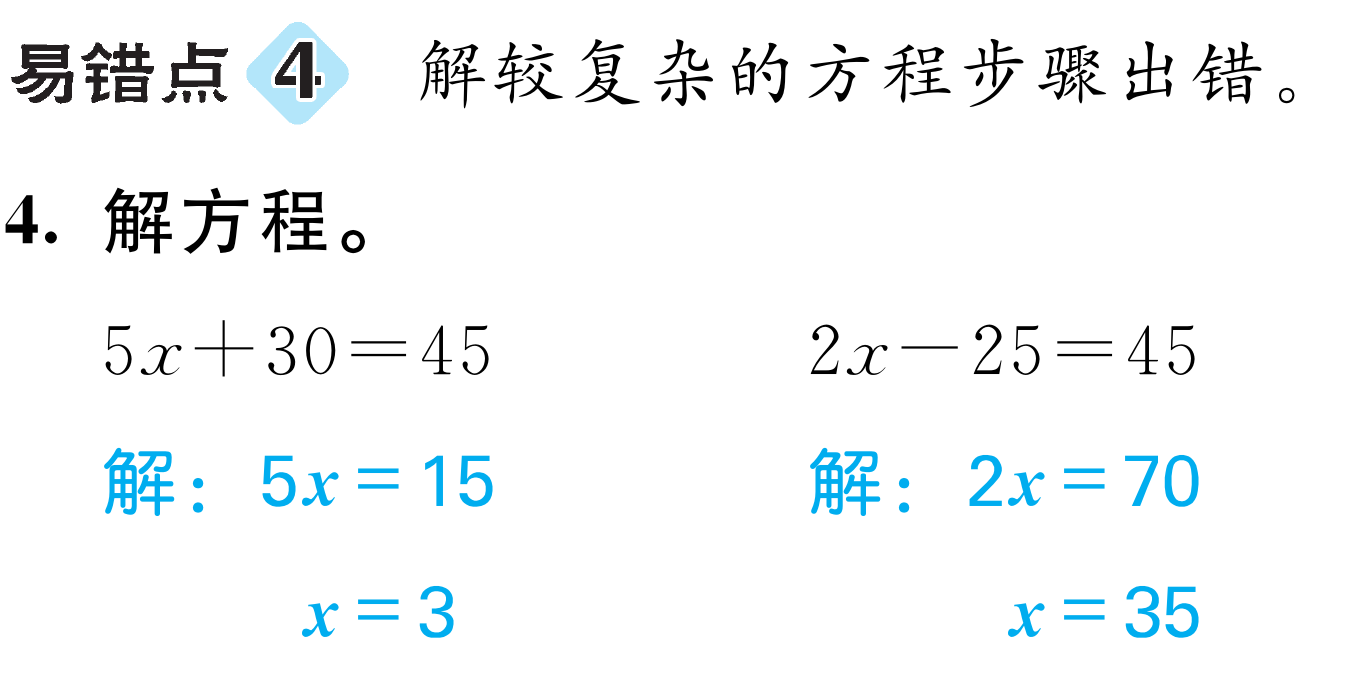 易错点 4 解较复杂的方程步骤出错。
4. 解方程。
5x+30=45 2x-25=45
解：5x=15 解：2x=70
x=3 x=35